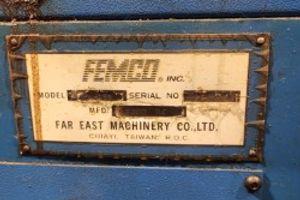 FEMCO INC.
MODEL SERIAL NO
MFD.
FAR EAST MACHINERY CO., LTD.
CHIAYI, TAIWAN, R.O.C.